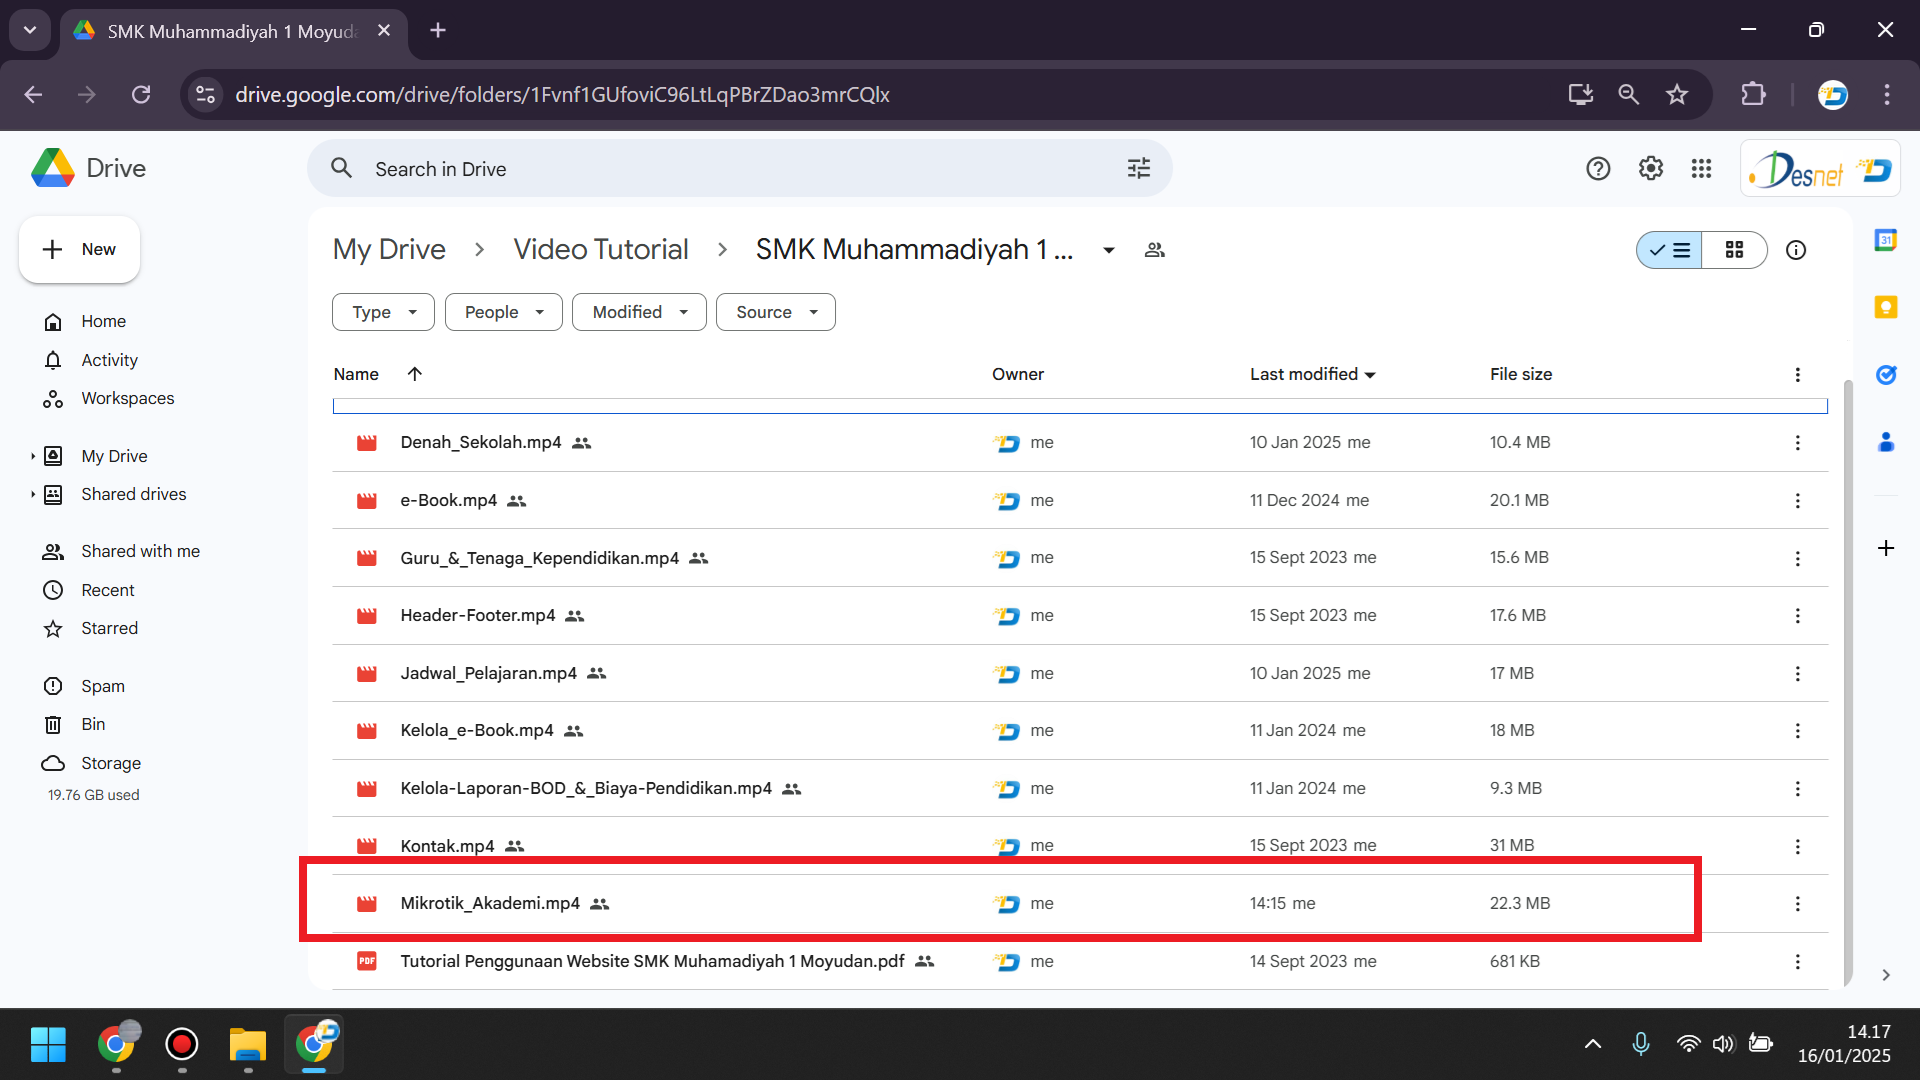 SMK Muhammadiyah 1 Moyuda
drive.google.com/drive/folders/1Fvnf1GUfoviC96LtLqPBrZDao3mrCQlx
Drive
Search in Drive
Desnet
New
My Drive
Video Tutorial
SMK Muhammadiyah 1 ...
Type
People
Modified
Source
Home
Activity
Workspaces
My Drive
Shared drives
Shared with me
Recent
Starred
Spam
Bin
Storage
19.76 GB used
Name Owner Last modified File size
Denah_Sekolah.mp4 me 10 Jan 2025 me 10.4 MB
e-Book.mp4 me 11 Dec 2024 me 20.1 MB
Guru_&_Tenaga_Kependidikan.mp4 me 15 Sept 2023 me 15.6 MB
Header-Footer.mp4 me 15 Sept 2023 me 17.6 MB
Jadwal_Pelajaran.mp4 me 10 Jan 2025 me 17 MB
Kelola_e-Book.mp4 me 11 Jan 2024 me 18 MB
Kelola-Laporan-BOD_&_Biaya-Pendidikan.mp4 me 11 Jan 2024 me 9.3 MB
Kontak.mp4 me 15 Sept 2023 me 31 MB
Mikrotik_Akademi.mp4 me 14:15 me 22.3 MB
PDF Tutorial Penggunaan Website SMK Muhamadiyah 1 Moyudan.pdf me 14 Sept 2023 me 681 KB
31
14.17
16/01/2025